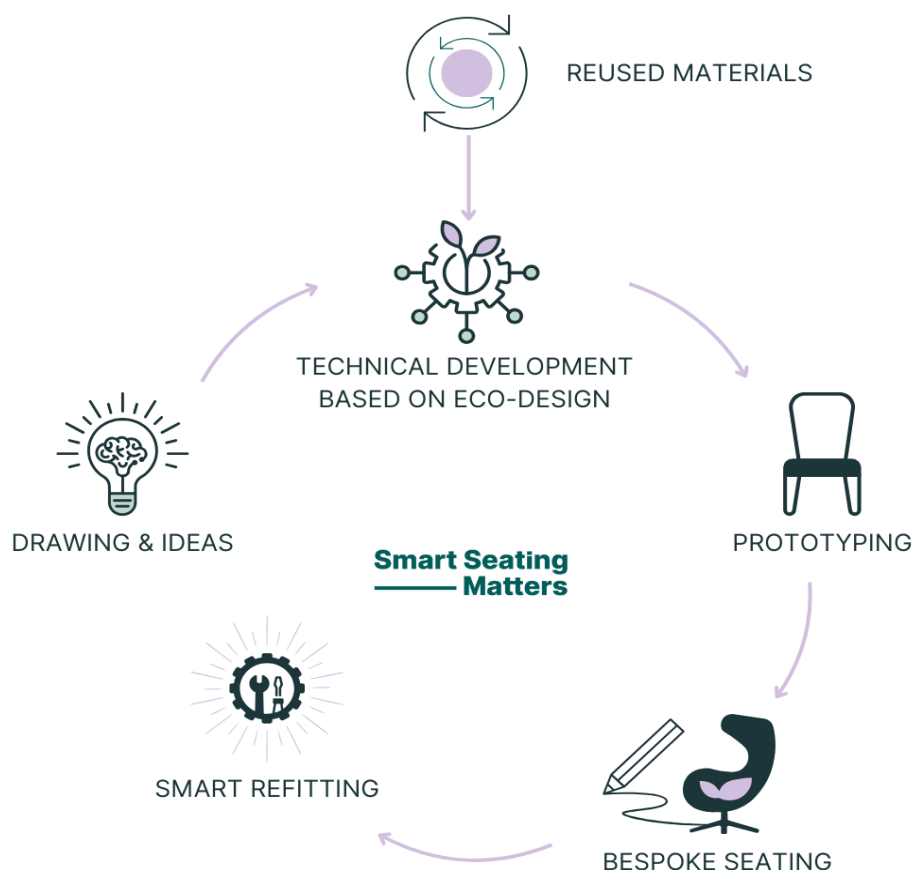 REUSED MATERIALS
TECHNICAL DEVELOPMENT
BASED ON ECO-DESIGN
DRAWING & IDEAS
PROTOTYPING
Smart Seating
Matters
SMART REFITTING
BESPOKE SEATING